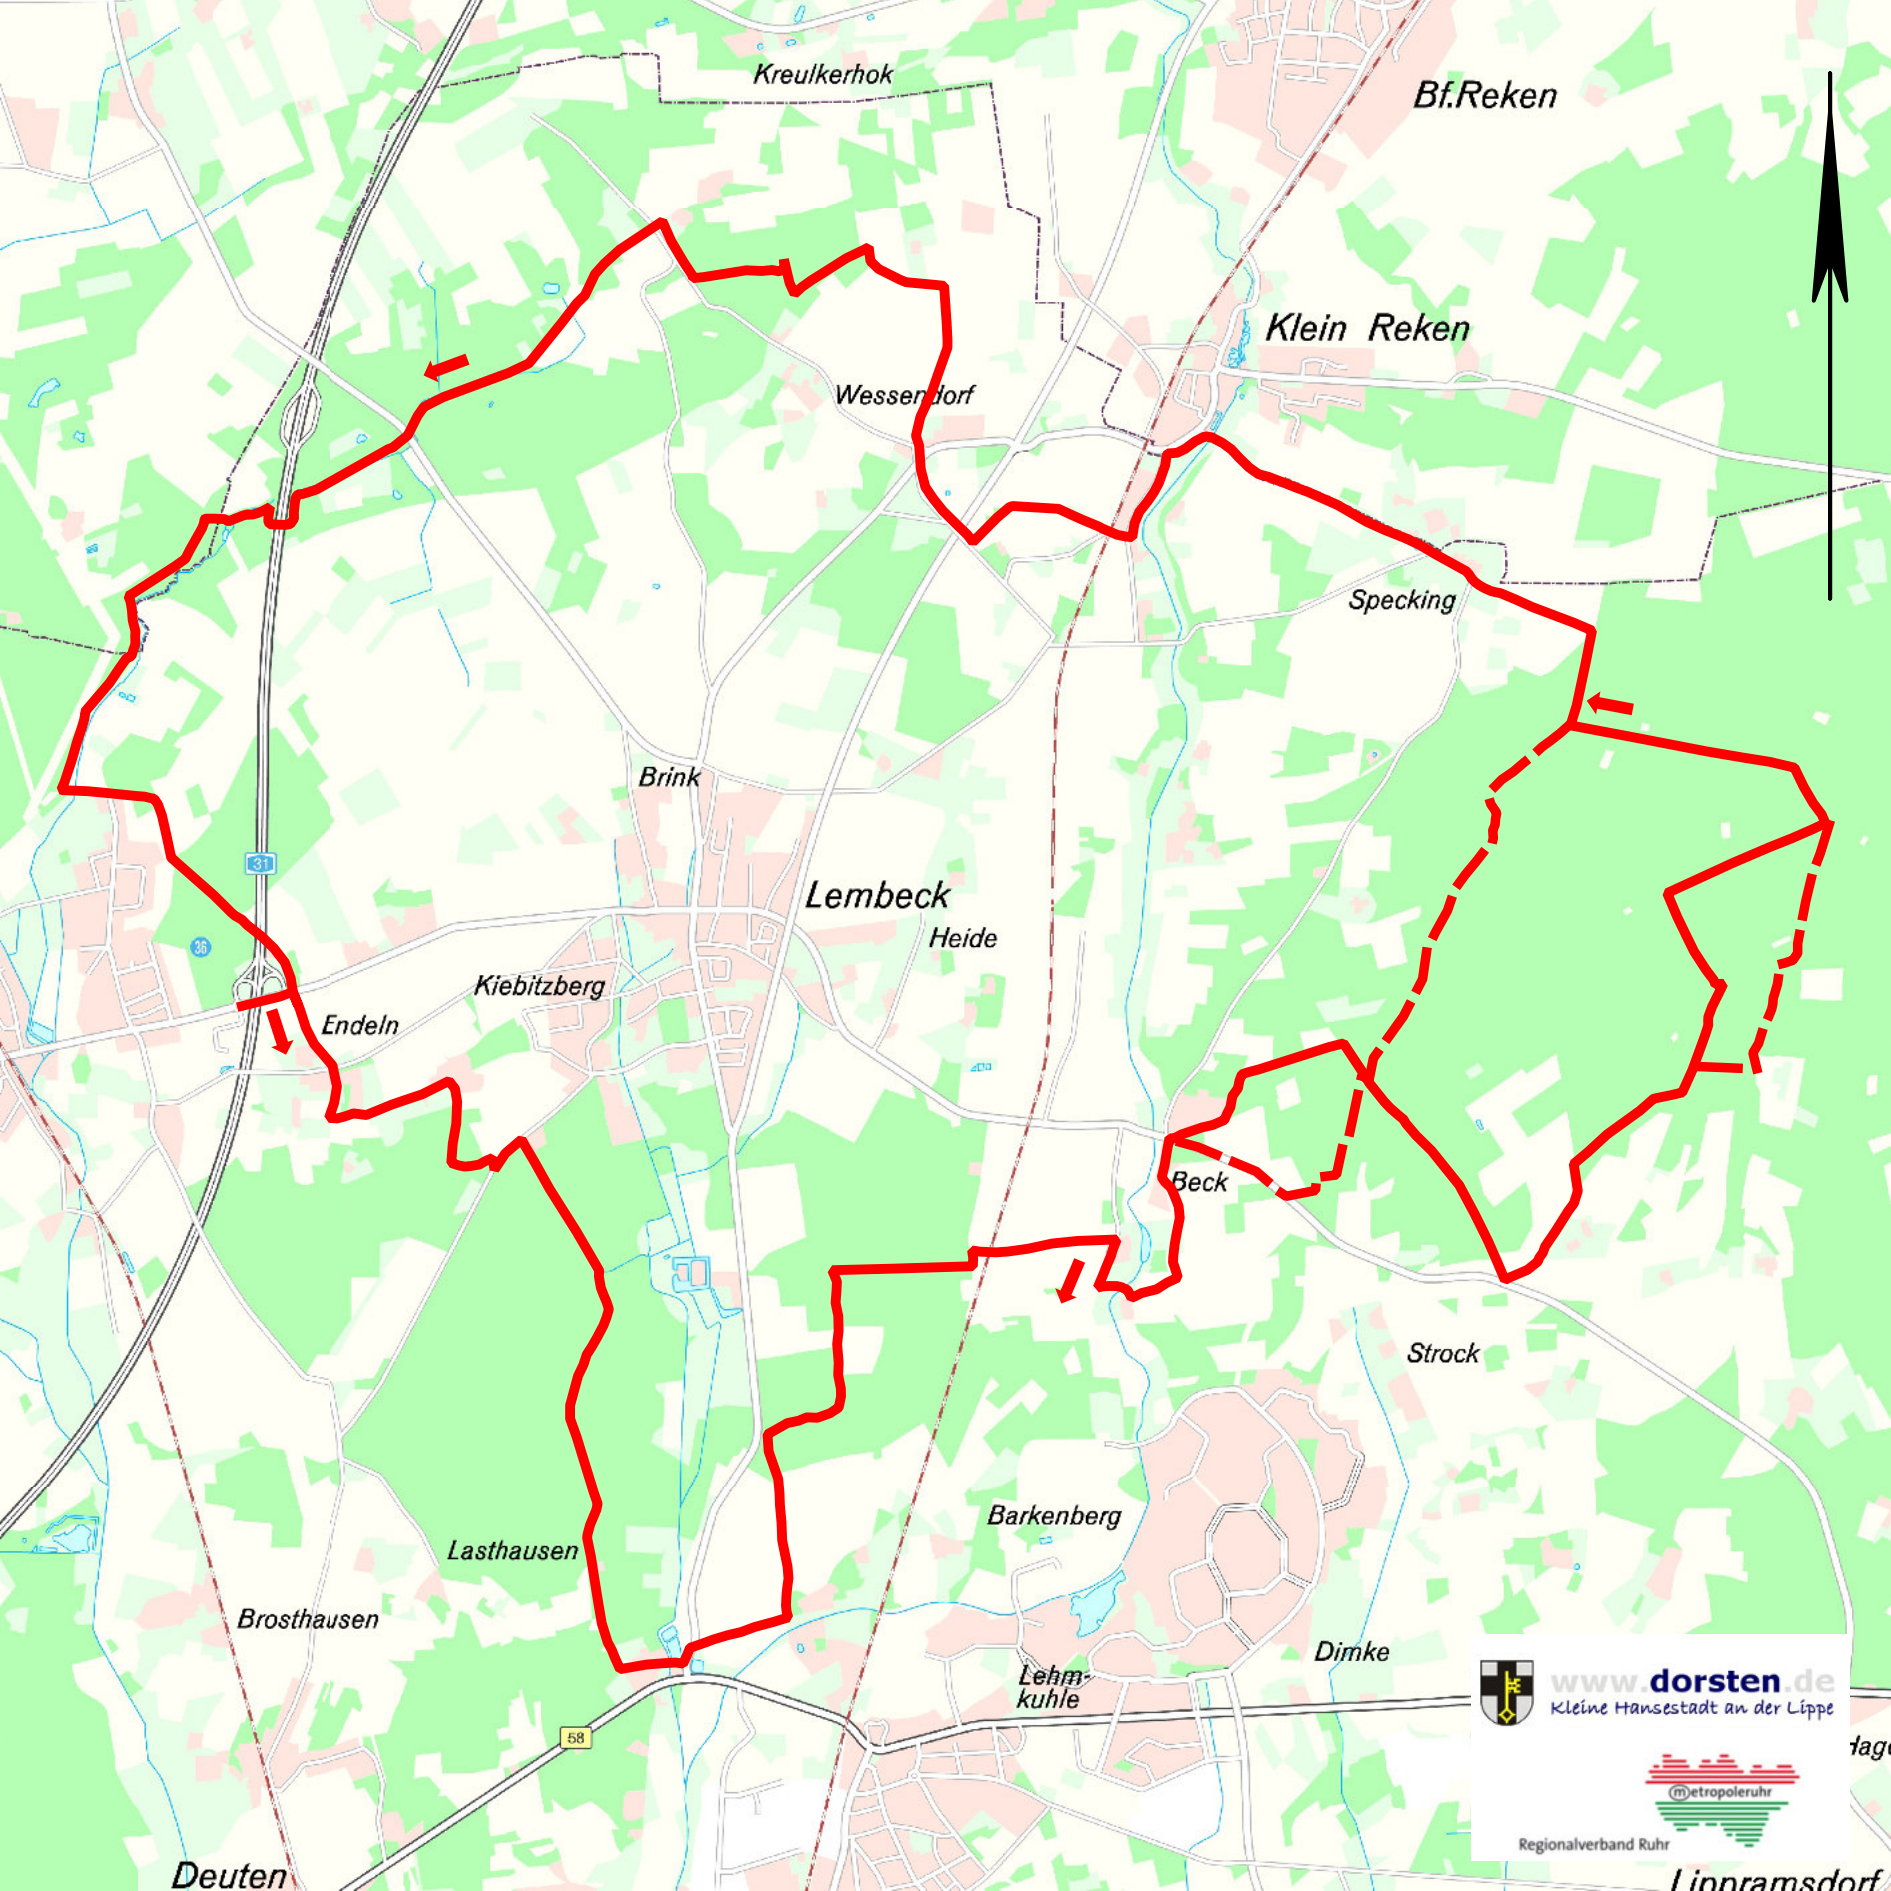 Kreulkerhok
Bf.Reken
Klein Reken
Wessendorf
Specking
Brink
31
Lembeck
Heide
36
Kiebitzberg
Endeln
Beck
Strock
Barkenberg
Lasthausen
Brosthausen
Dimke
Lehm-
kuhle
58
www.dorsten.de
Kleine Hansestadt an der Lippe
metropoleruhr
Regionalverband Ruhr
Deuten
Lippramsdorf